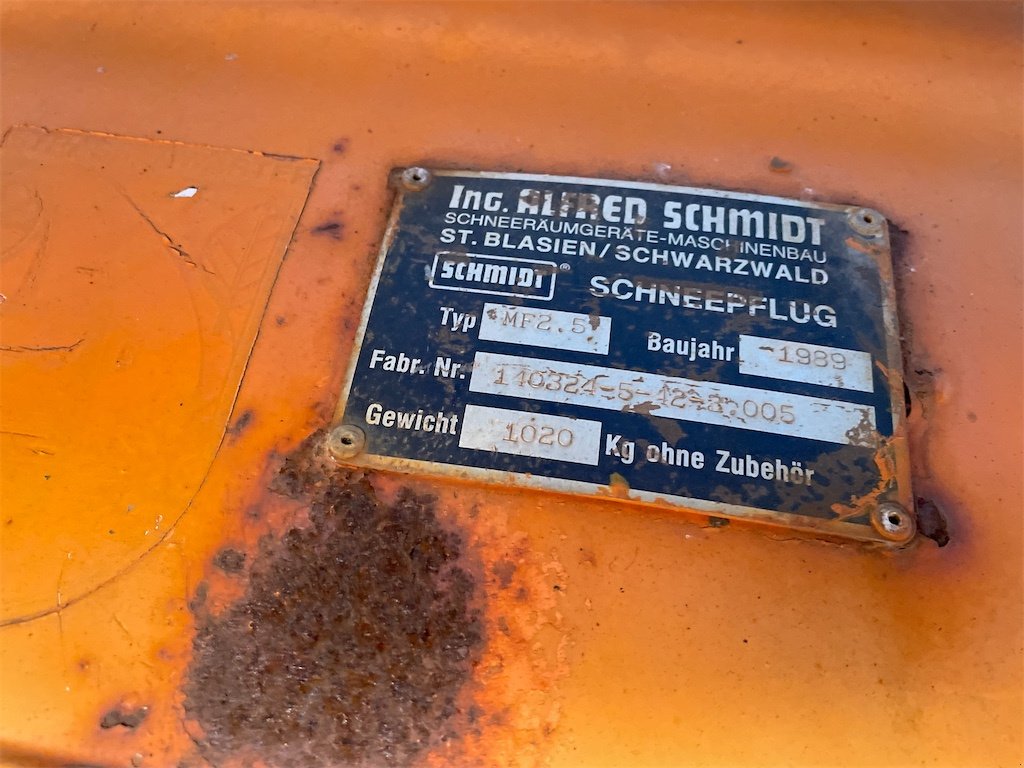 Ing. ALFRED SCHMIDT
SCHNEERÄUMGERÄTE-MASCHINENBAU
ST. BLASIEN/SCHWARZWALD
SCHMIDT® SCHNEEPFLUG
Typ MF2.5 Baujahr 1989
Fabr. Nr.
Gewicht 1020 Kg ohne Zubehör